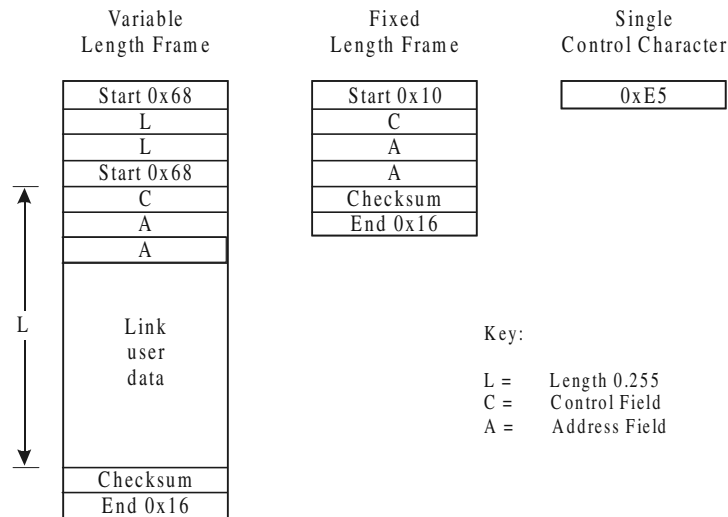 Variable
Length Frame
Start 0x68
L
L
Start 0x68
C
A
A
L
Link
user
data
Checksum
End 0x16
Fixed
Length Frame
Start 0x10
C
A
A
Checksum
End 0x16
Single
Control Character
0xE5
Key:
L = Length 0.255
C = Control Field
A = Address Field